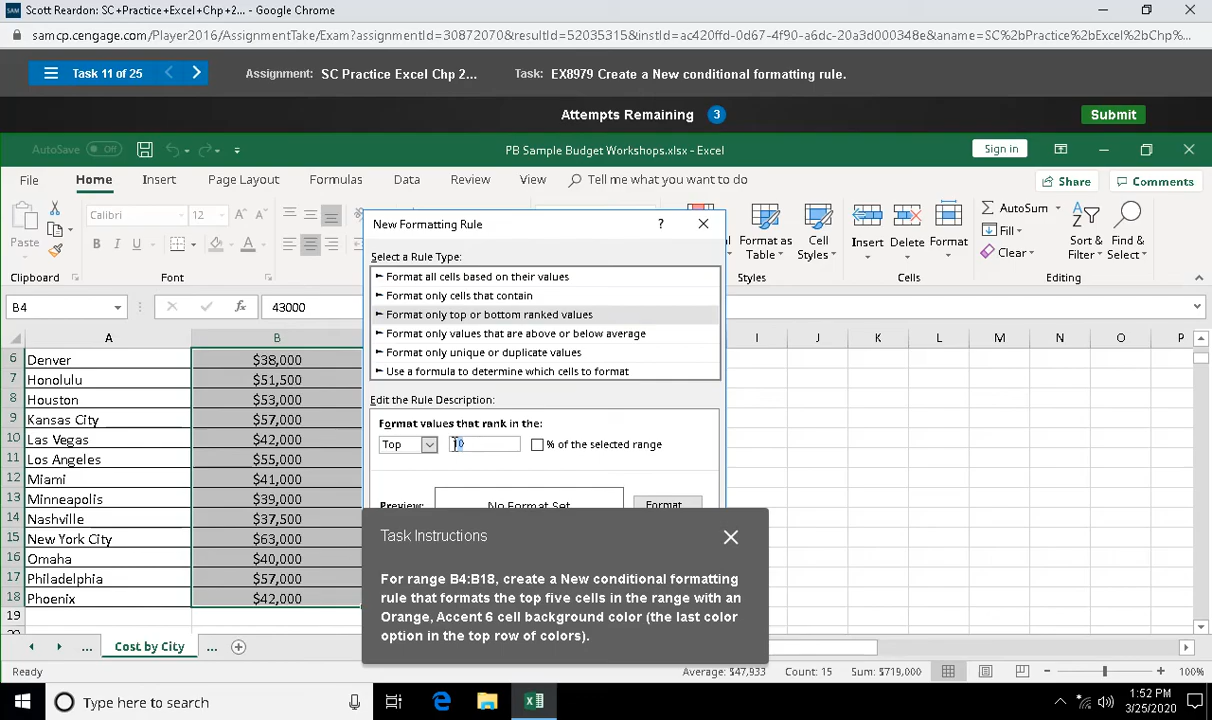 Scott Reardon: SC+Practice+Excel+Chp+2... - Google Chrome
samcp.cengage.com/Player2016/AssignmentTake/Exam?assignmentId=30872070&resultId=52035315&instId=ac420ffd-0d67-4f90-a6dc-20a3d000348e&aname=SC%2bPractice%2bExcel%2bChp%...
Task 11 of 25
Assignment: SC Practice Excel Chp 2...
Task: EX8979 Create a New conditional formatting rule.
Attempts Remaining 3
Submit
AutoSave Off
PB Sample Budget Workshops.xlsx - Excel
Sign in
File Home Insert Page Layout Formulas Data Review View Tell me what you want to do Share Comments
Paste
Clipboard
Calibri 12
B I U
Font
Format as Table
Cell Styles
Styles
Insert Delete Format
Cells
AutoSum
Fill
Clear
Sort & Filter
Find & Select
Editing
B4 fx 43000
A B I J K L M N O P
6 Denver $38,000
7 Honolulu $51,500
8 Houston $53,000
9 Kansas City $57,000
10 Las Vegas $42,000
11 Los Angeles $55,000
12 Miami $41,000
13 Minneapolis $39,000
14 Nashville $37,500
15 New York City $63,000
16 Omaha $40,000
17 Philadelphia $57,000
18 Phoenix $42,000
19
New Formatting Rule
?
Select a Rule Type:
► Format all cells based on their values
► Format only cells that contain
► Format only top or bottom ranked values
► Format only values that are above or below average
► Format only unique or duplicate values
► Use a formula to determine which cells to format
Edit the Rule Description:
Format values that rank in the:
Top 10 % of the selected range
Preview: No Format Set Format...
Task Instructions
For range B4:B18, create a New conditional formatting
rule that formats the top five cells in the range with an
Orange, Accent 6 cell background color (the last color
option in the top row of colors).
... Cost by City ...
Ready
Average: $47,933 Count: 15 Sum: $719,000
100%
Type here to search
1:52 PM
3/25/2020